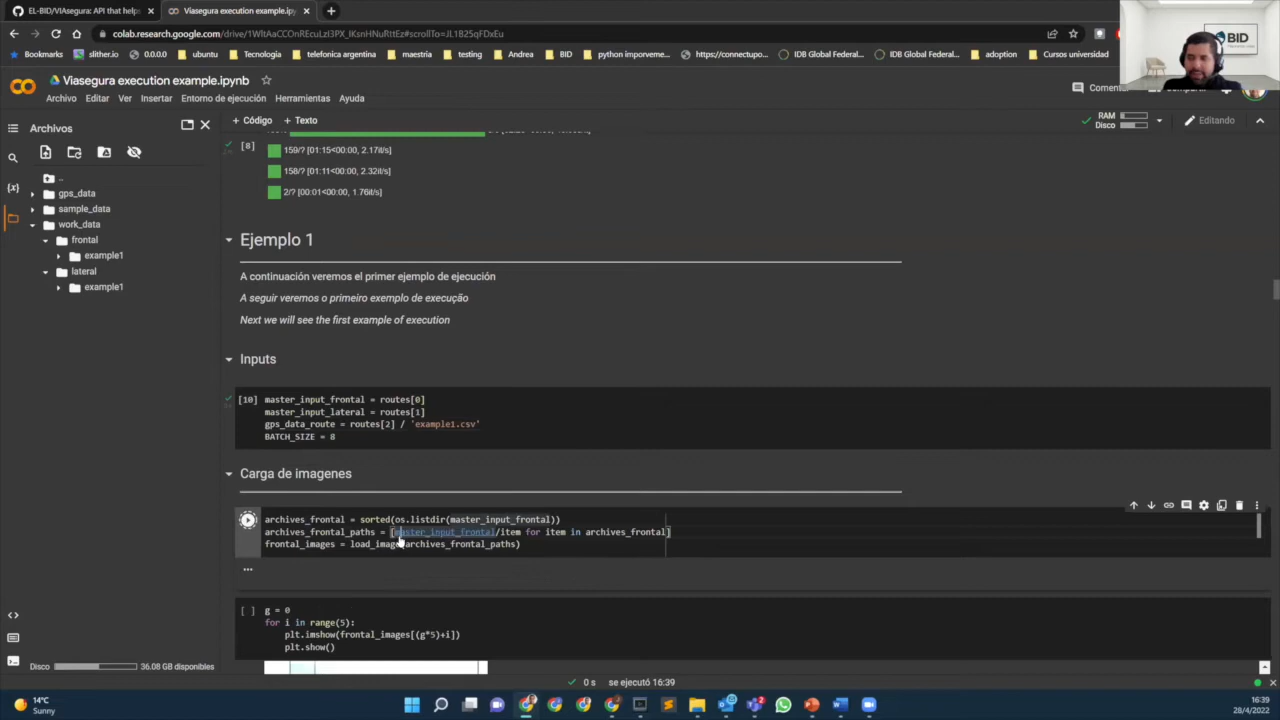 EL-BID/VIAsegura: API that help
Viasegura execution example.ipynb
colab.research.google.com/drive/
Bookmarks slither.io 0.0.0.0 ubuntu Tecnologia telefonica argentina maestria testing Andrea BID python imporveme... https://connectupo... IDB Global Federal... IDB Global Federal... adoption Cursos universidad
BID
Viasegura execution example.ipynb
Archivo Editar Ver Insertar Entorno de ejecución Herramientas Ayuda
Comentar
Archivos
+ Código + Texto
RAM
Disco
Editando
..
gps_data
sample_data
work_data
frontal
example1
lateral
example1
[8]
159/? [01:15<00:00, 2.17it/s]
158/? [01:11<00:00, 2.32it/s]
2/? [00:01<00:00, 1.76it/s]
Ejemplo 1
A continuación veremos el primer ejemplo de ejecución
A seguir veremos o primeiro exemplo de execução
Next we will see the first example of execution
Inputs
[10] master_input_frontal = routes[0]
master_input_lateral = routes[1]
gps_data_route = routes[2] / 'example1.csv'
BATCH_SIZE = 8
Carga de imagenes
archives_frontal = sorted(os.listdir(master_input_frontal))
archives_frontal_paths = [master_input_frontal/item for item in archives_frontal]
frontal_images = load_image(archives_frontal_paths)
...
[ ] g = 0
for i in range(5):
plt.imshow(frontal_images[(g*5)+i])
plt.show()
Disco 36.08 GB disponibles
0 s se ejecutó 16:39
14°C
Sunny
16:39
28/4/2022